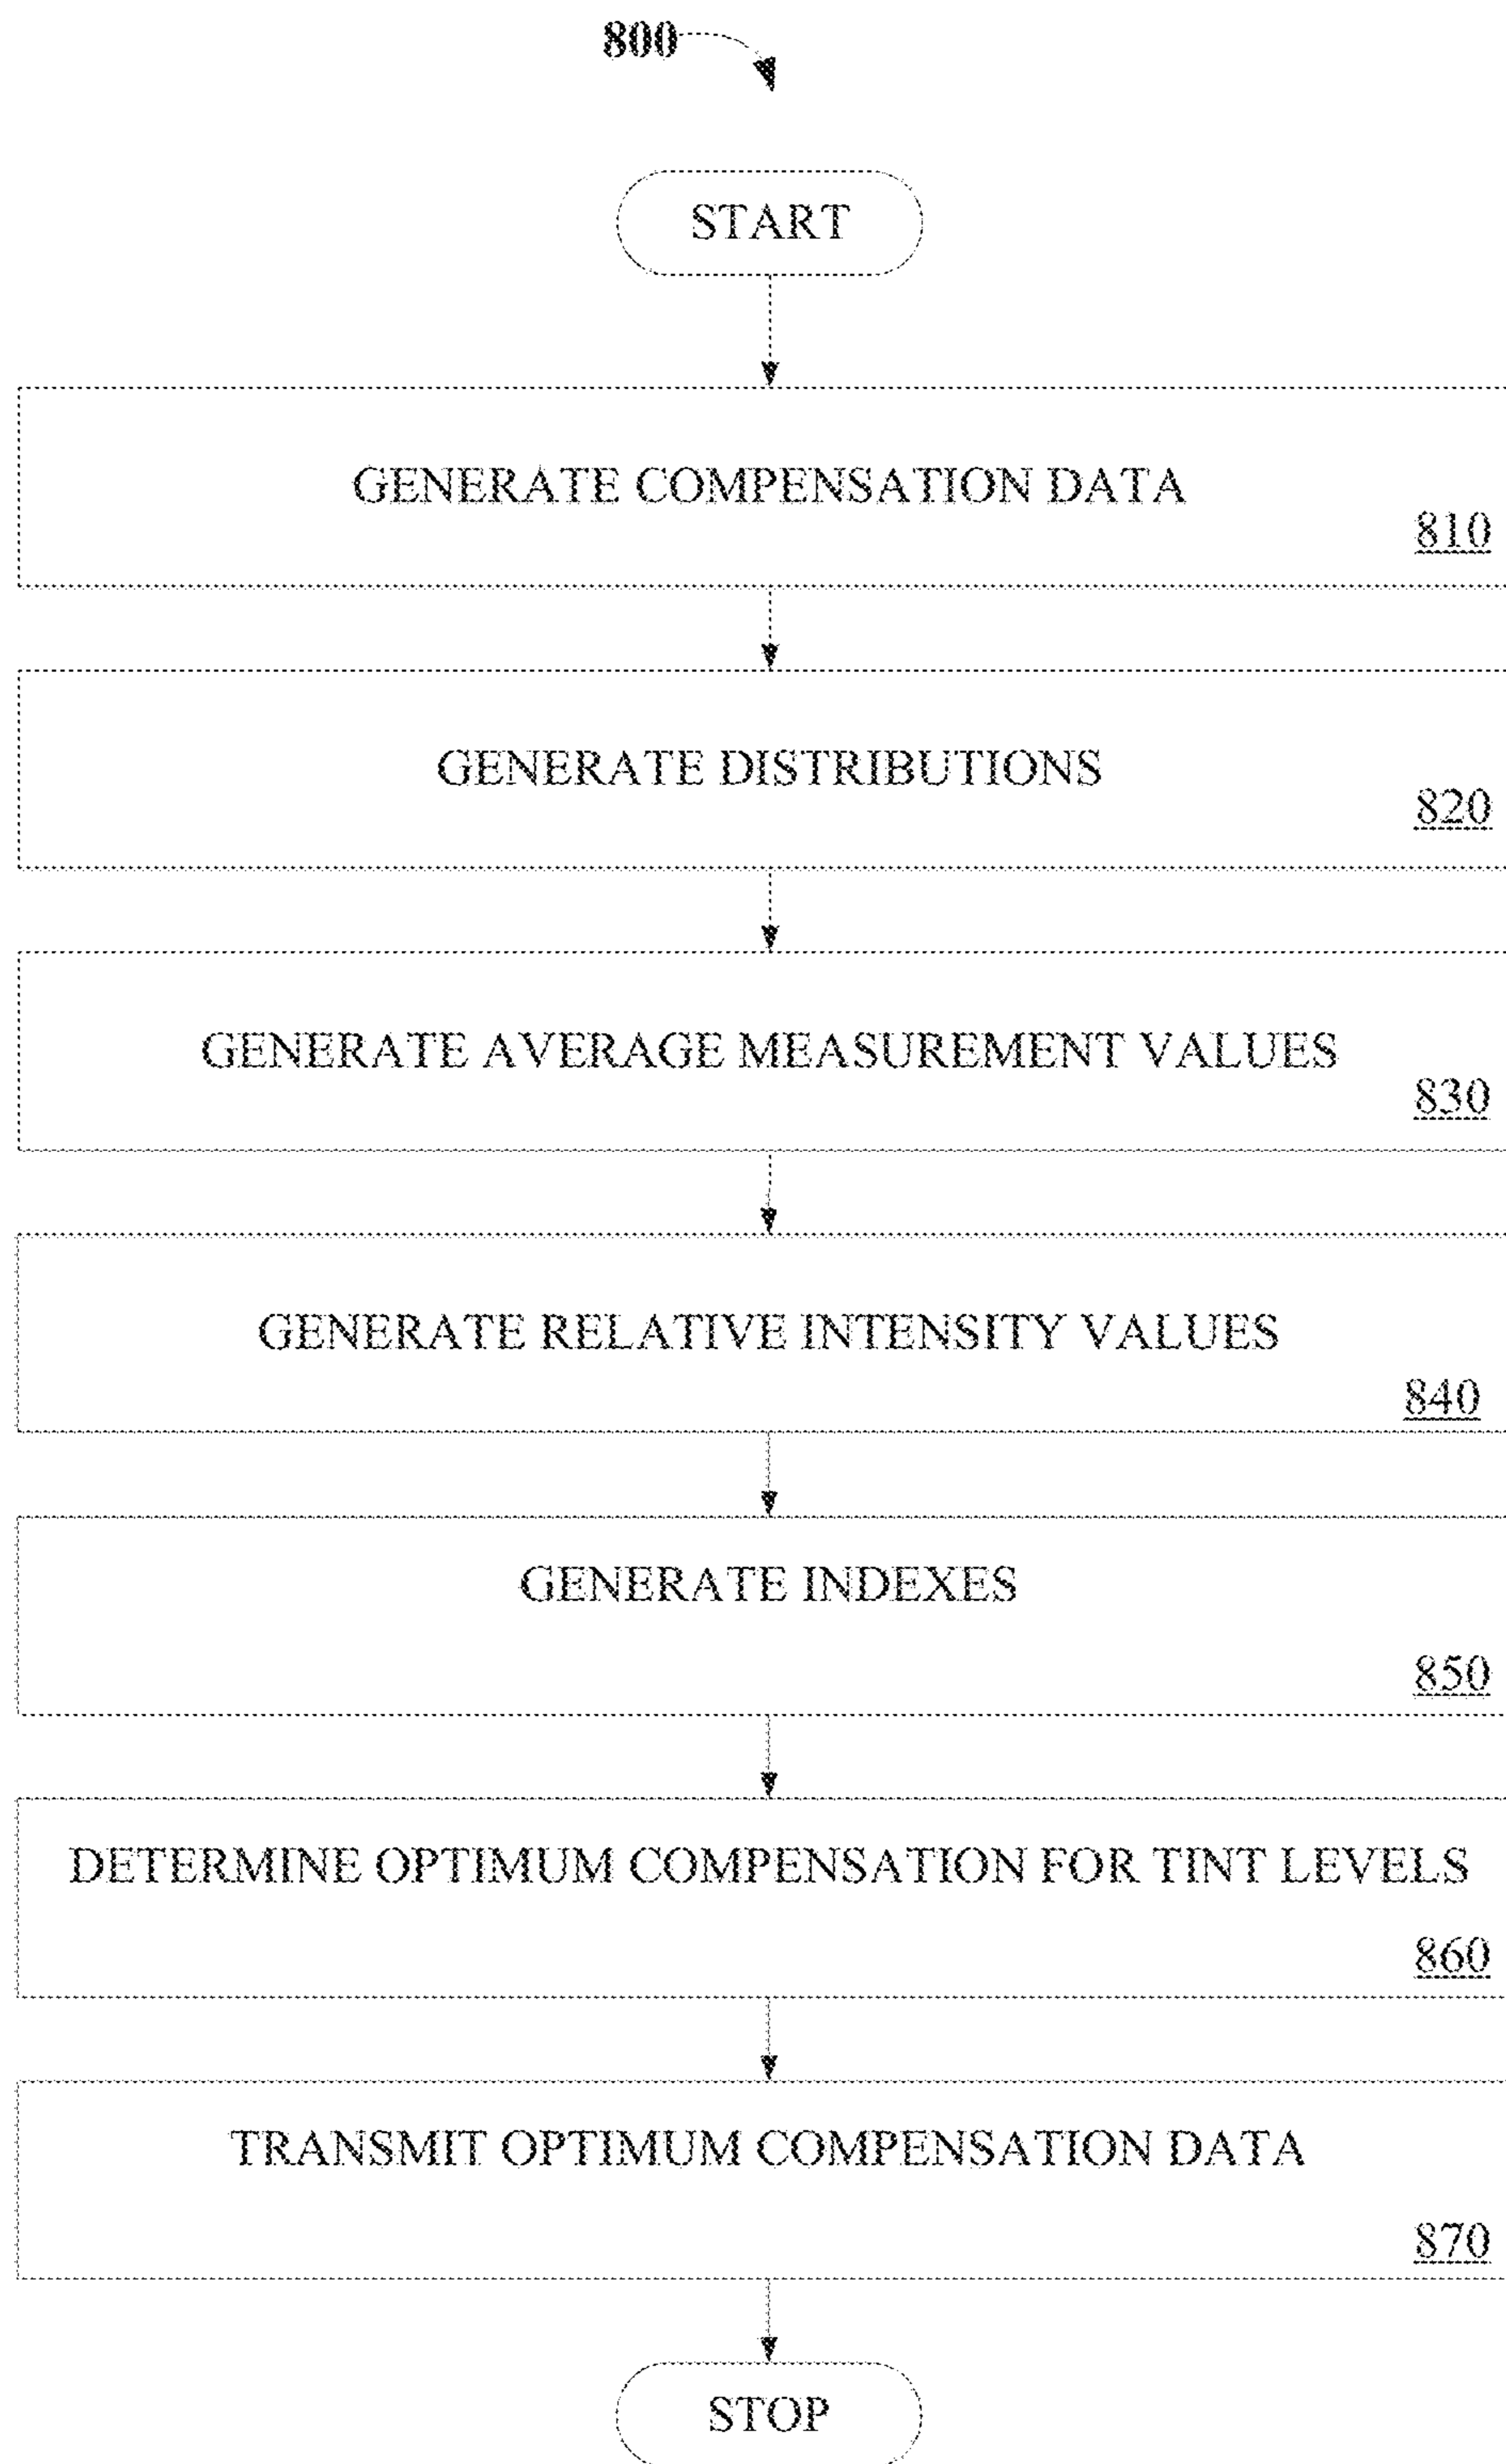 800
START
GENERATE COMPENSATION DATA
810
GENERATE DISTRIBUTIONS
820
GENERATE AVERAGE MEASUREMENT VALUES
830
GENERATE RELATIVE INTENSITY VALUES
840
GENERATE INDEXES
850
DETERMINE OPTIMUM COMPENSATION FOR TINT LEVELS
860
TRANSMIT OPTIMUM COMPENSATION DATA
870
STOP